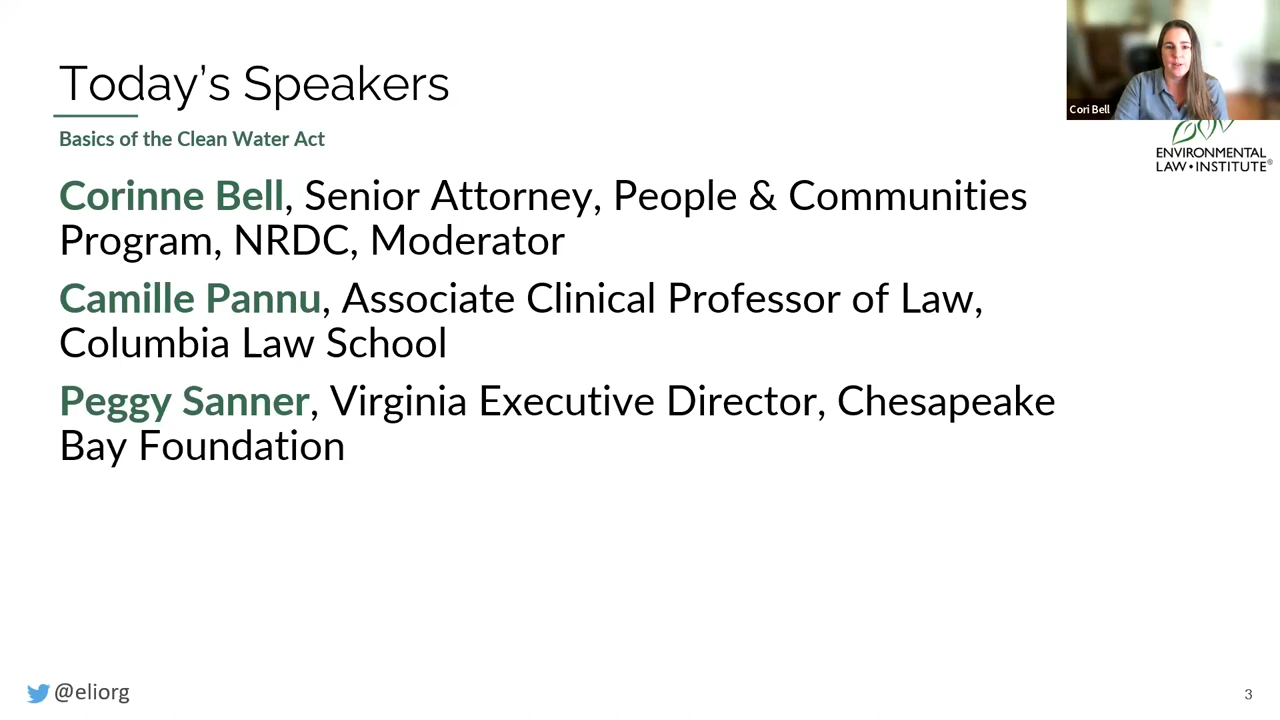 Today's Speakers
Basics of the Clean Water Act
Cori Bell
ENVIRONMENTAL
LAW•INSTITUTE®
Corinne Bell, Senior Attorney, People & Communities
Program, NRDC, Moderator
Camille Pannu, Associate Clinical Professor of Law,
Columbia Law School
Peggy Sanner, Virginia Executive Director, Chesapeake
Bay Foundation
@eliorg
3